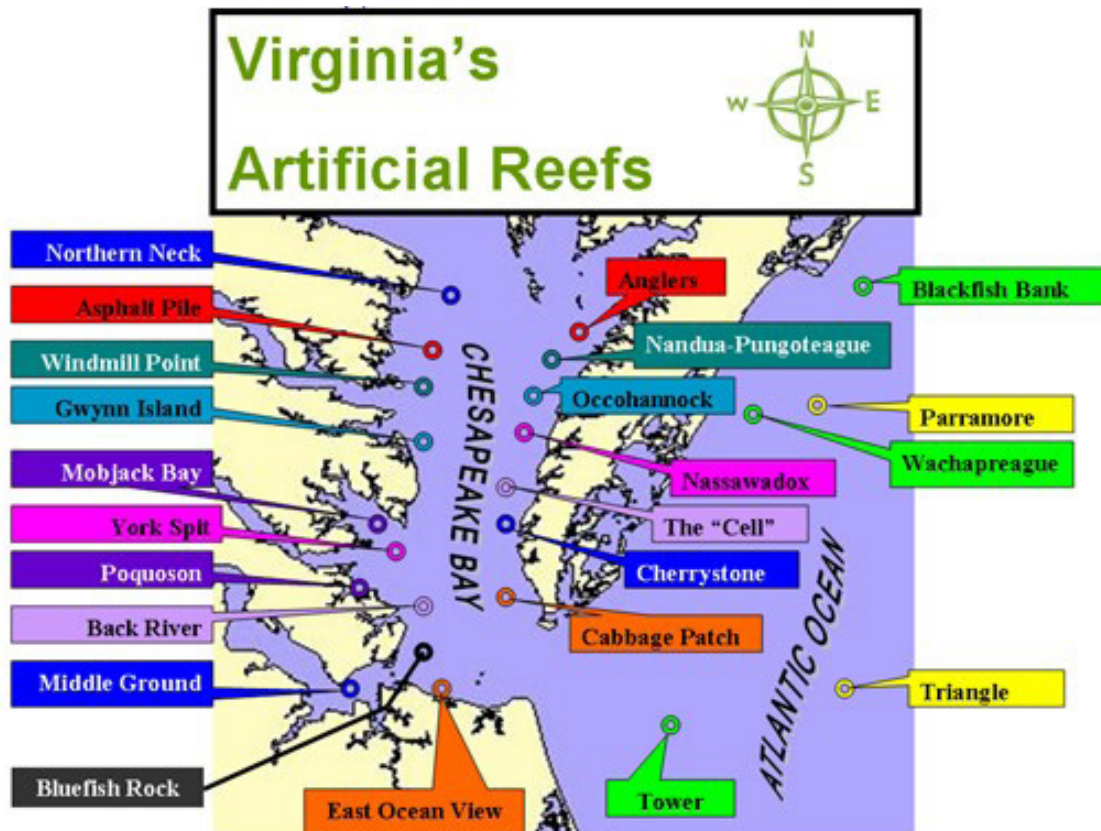 Virginia's
Artificial Reefs
N
W
E
S
Northern Neck
Asphalt Pile
Windmill Point
Gwynn Island
Mobjack Bay
York Spit
Poquoson
Back River
Middle Ground
Bluefish Rock
East Ocean View
CHESAPEAKE BAY
Anglers
Nandua-Pungoteague
Occohannock
Nassawadox
The "Cell"
Cherrystone
Cabbage Patch
Tower
ATLANTIC OCEAN
Blackfish Bank
Parramore
Wachapreague
Triangle